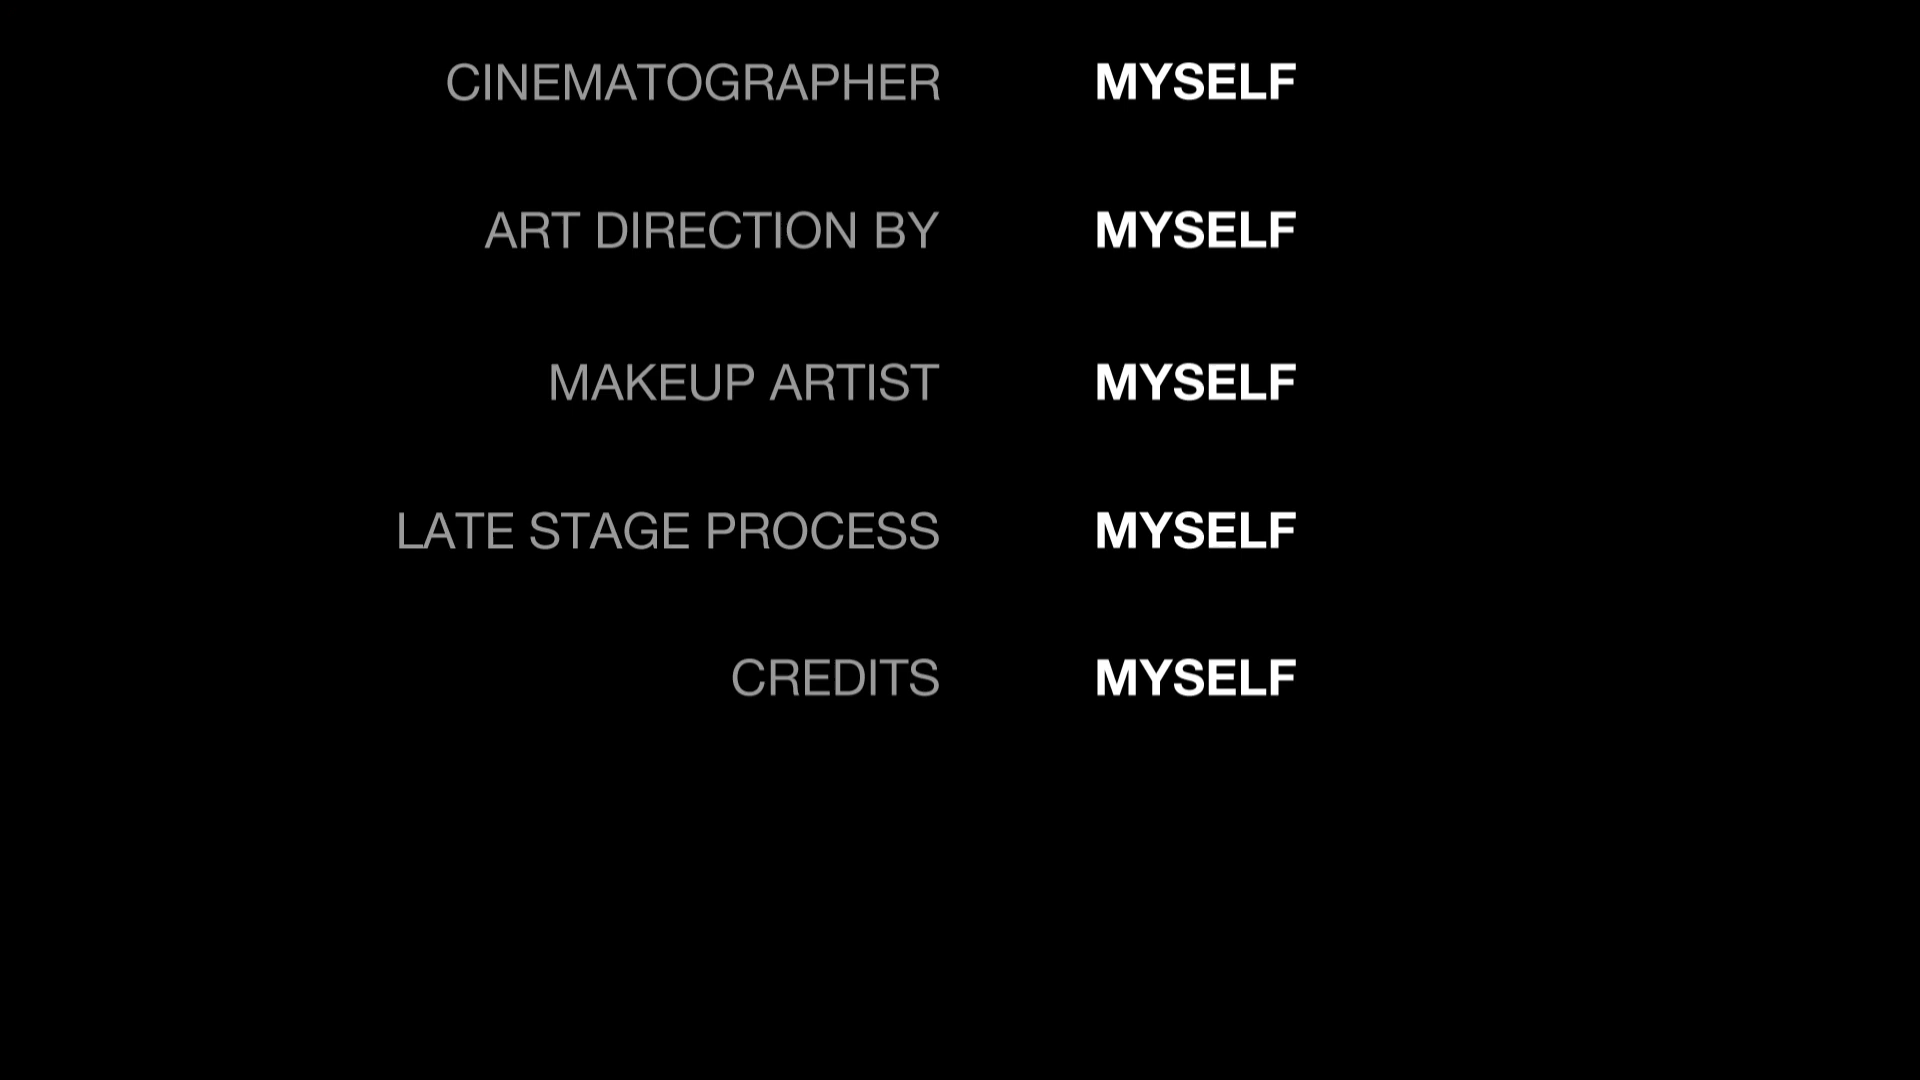 CINEMATOGRAPHER MYSELF
ART DIRECTION BY MYSELF
MAKEUP ARTIST MYSELF
LATE STAGE PROCESS MYSELF
CREDITS MYSELF